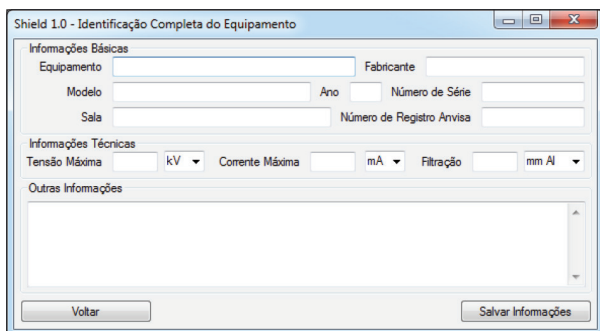 Shield 1.0 - Identificação Completa do Equipamento
Informações Básicas
Equipamento Fabricante
Modelo Ano Número de Série
Sala Número de Registro Anvisa
Informações Técnicas
Tensão Máxima kV Corrente Máxima mA Filtração mm Al
Outras Informações
Voltar Salvar Informações